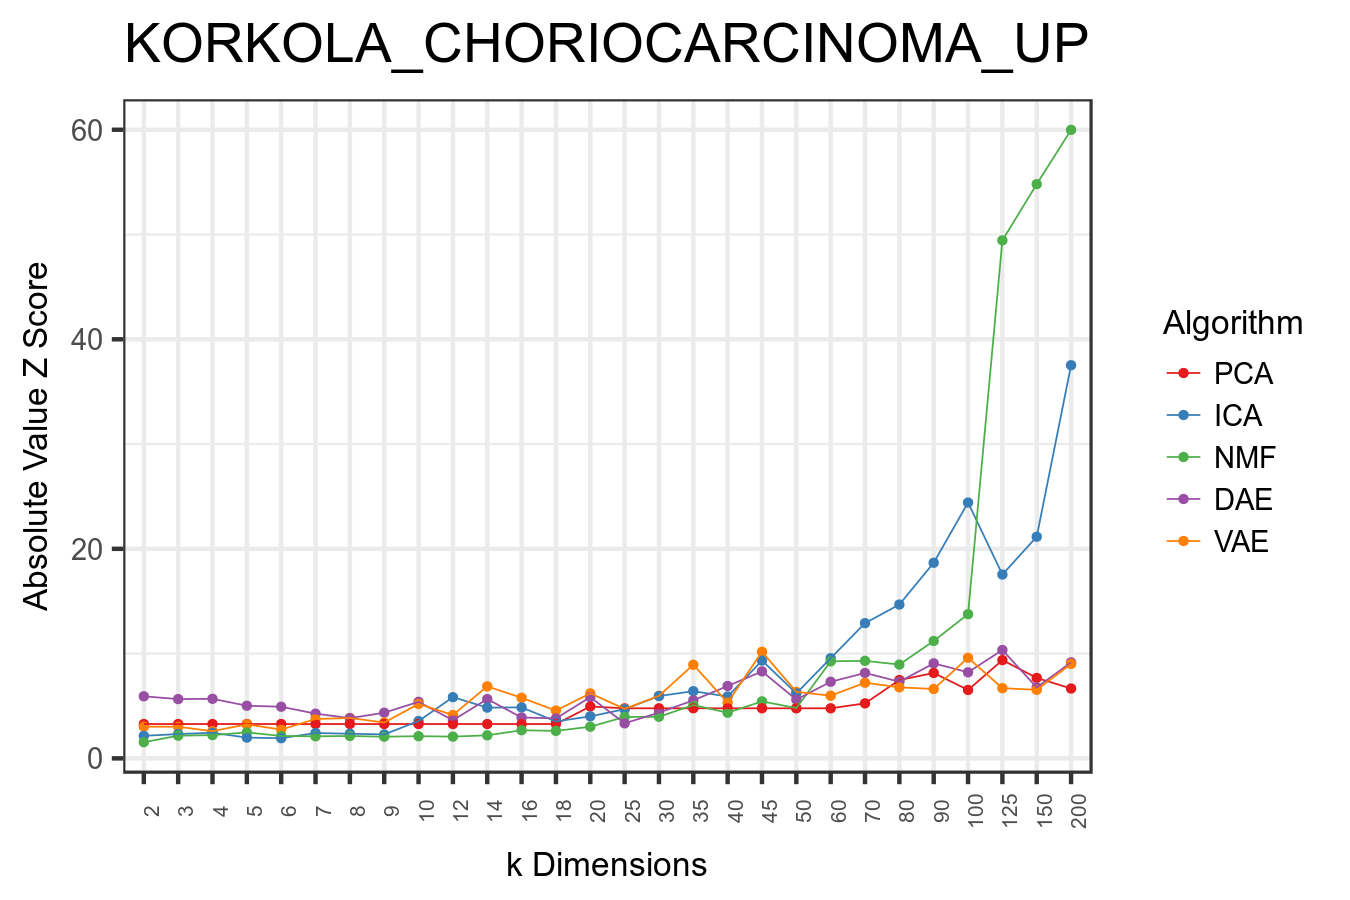 KORKOLA_CHORIOCARCINOMA_UP
60
40
20
0
Absolute Value Z Score
2 3 4 5 6 7 8 9 10 12 14 16 18 20 25 30 35 40 45 50 60 70 80 90 100 125 150 200
k Dimensions
Algorithm
PCA
ICA
NMF
DAE
VAE